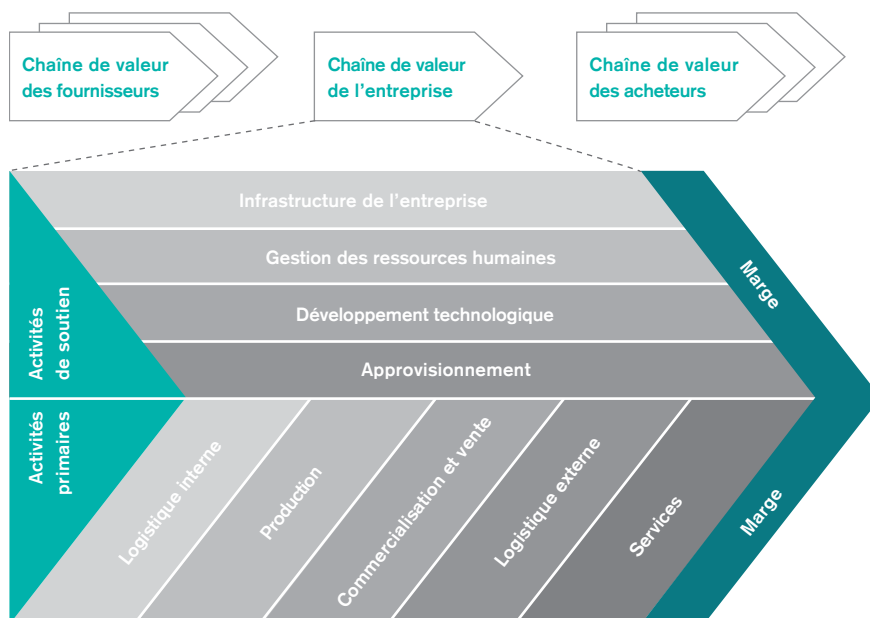 Chaîne de valeur
des fournisseurs
Chaîne de valeur
de l’entreprise
Chaîne de valeur
des acheteurs
Infrastructure de l’entreprise
Gestion des ressources humaines
Développement technologique
Approvisionnement
Activités
de soutien
Marge
Activités
primaires
Logistique interne
Production
Commercialisation et vente
Logistique externe
Services
Marge